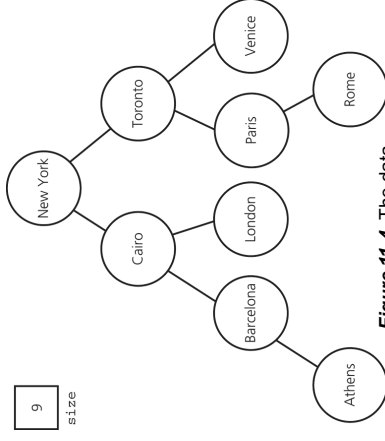 9
size
New York
Cairo
Toronto
Barcelona
London
Paris
Venice
Athens
Rome
Figure 11-4 The data